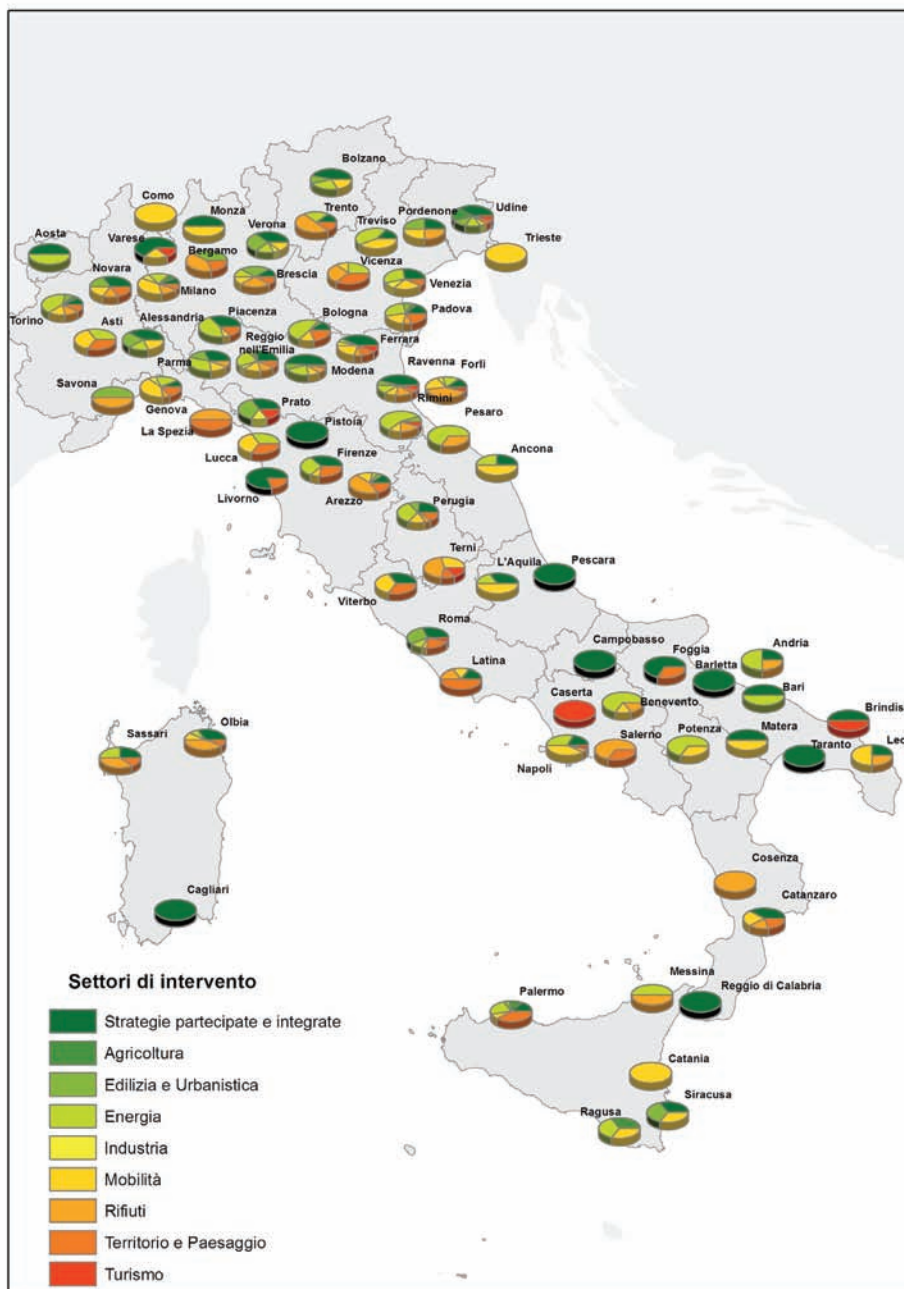 Bolzano
Como
Monza
Trento
Treviso
Pordenone
Udine
Aosta
Varese
Verona
Trieste
Bergamo
Vicenza
Novara
Brescia
Venezia
Milano
Torino
Asti
Alessandria
Piacenza
Bologna
Padova
Reggio
nell'Emilia
Ferrara
Parma
Modena
Ravenna
Forlì
Savona
Genova
Prato
Rimini
La Spezia
Pistoia
Pesaro
Lucca
Firenze
Ancona
Livorno
Arezzo
Perugia
Terni
L'Aquila
Pescara
Viterbo
Roma
Campobasso
Foggia
Andria
Latina
Barletta
Caserta
Bari
Benevento
Brindis
Sassari
Olbia
Salerno
Potenza
Matera
Taranto
Lec
Napoli
Cosenza
Cagliari
Catanzaro
Settori di intervento
Messina
Palermo
Reggio di Calabria
Strategie partecipate e integrate
Agricoltura
Catania
Edilizia e Urbanistica
Siracusa
Energia
Ragusa
Industria
Mobilità
Rifiuti
Territorio e Paesaggio
Turismo